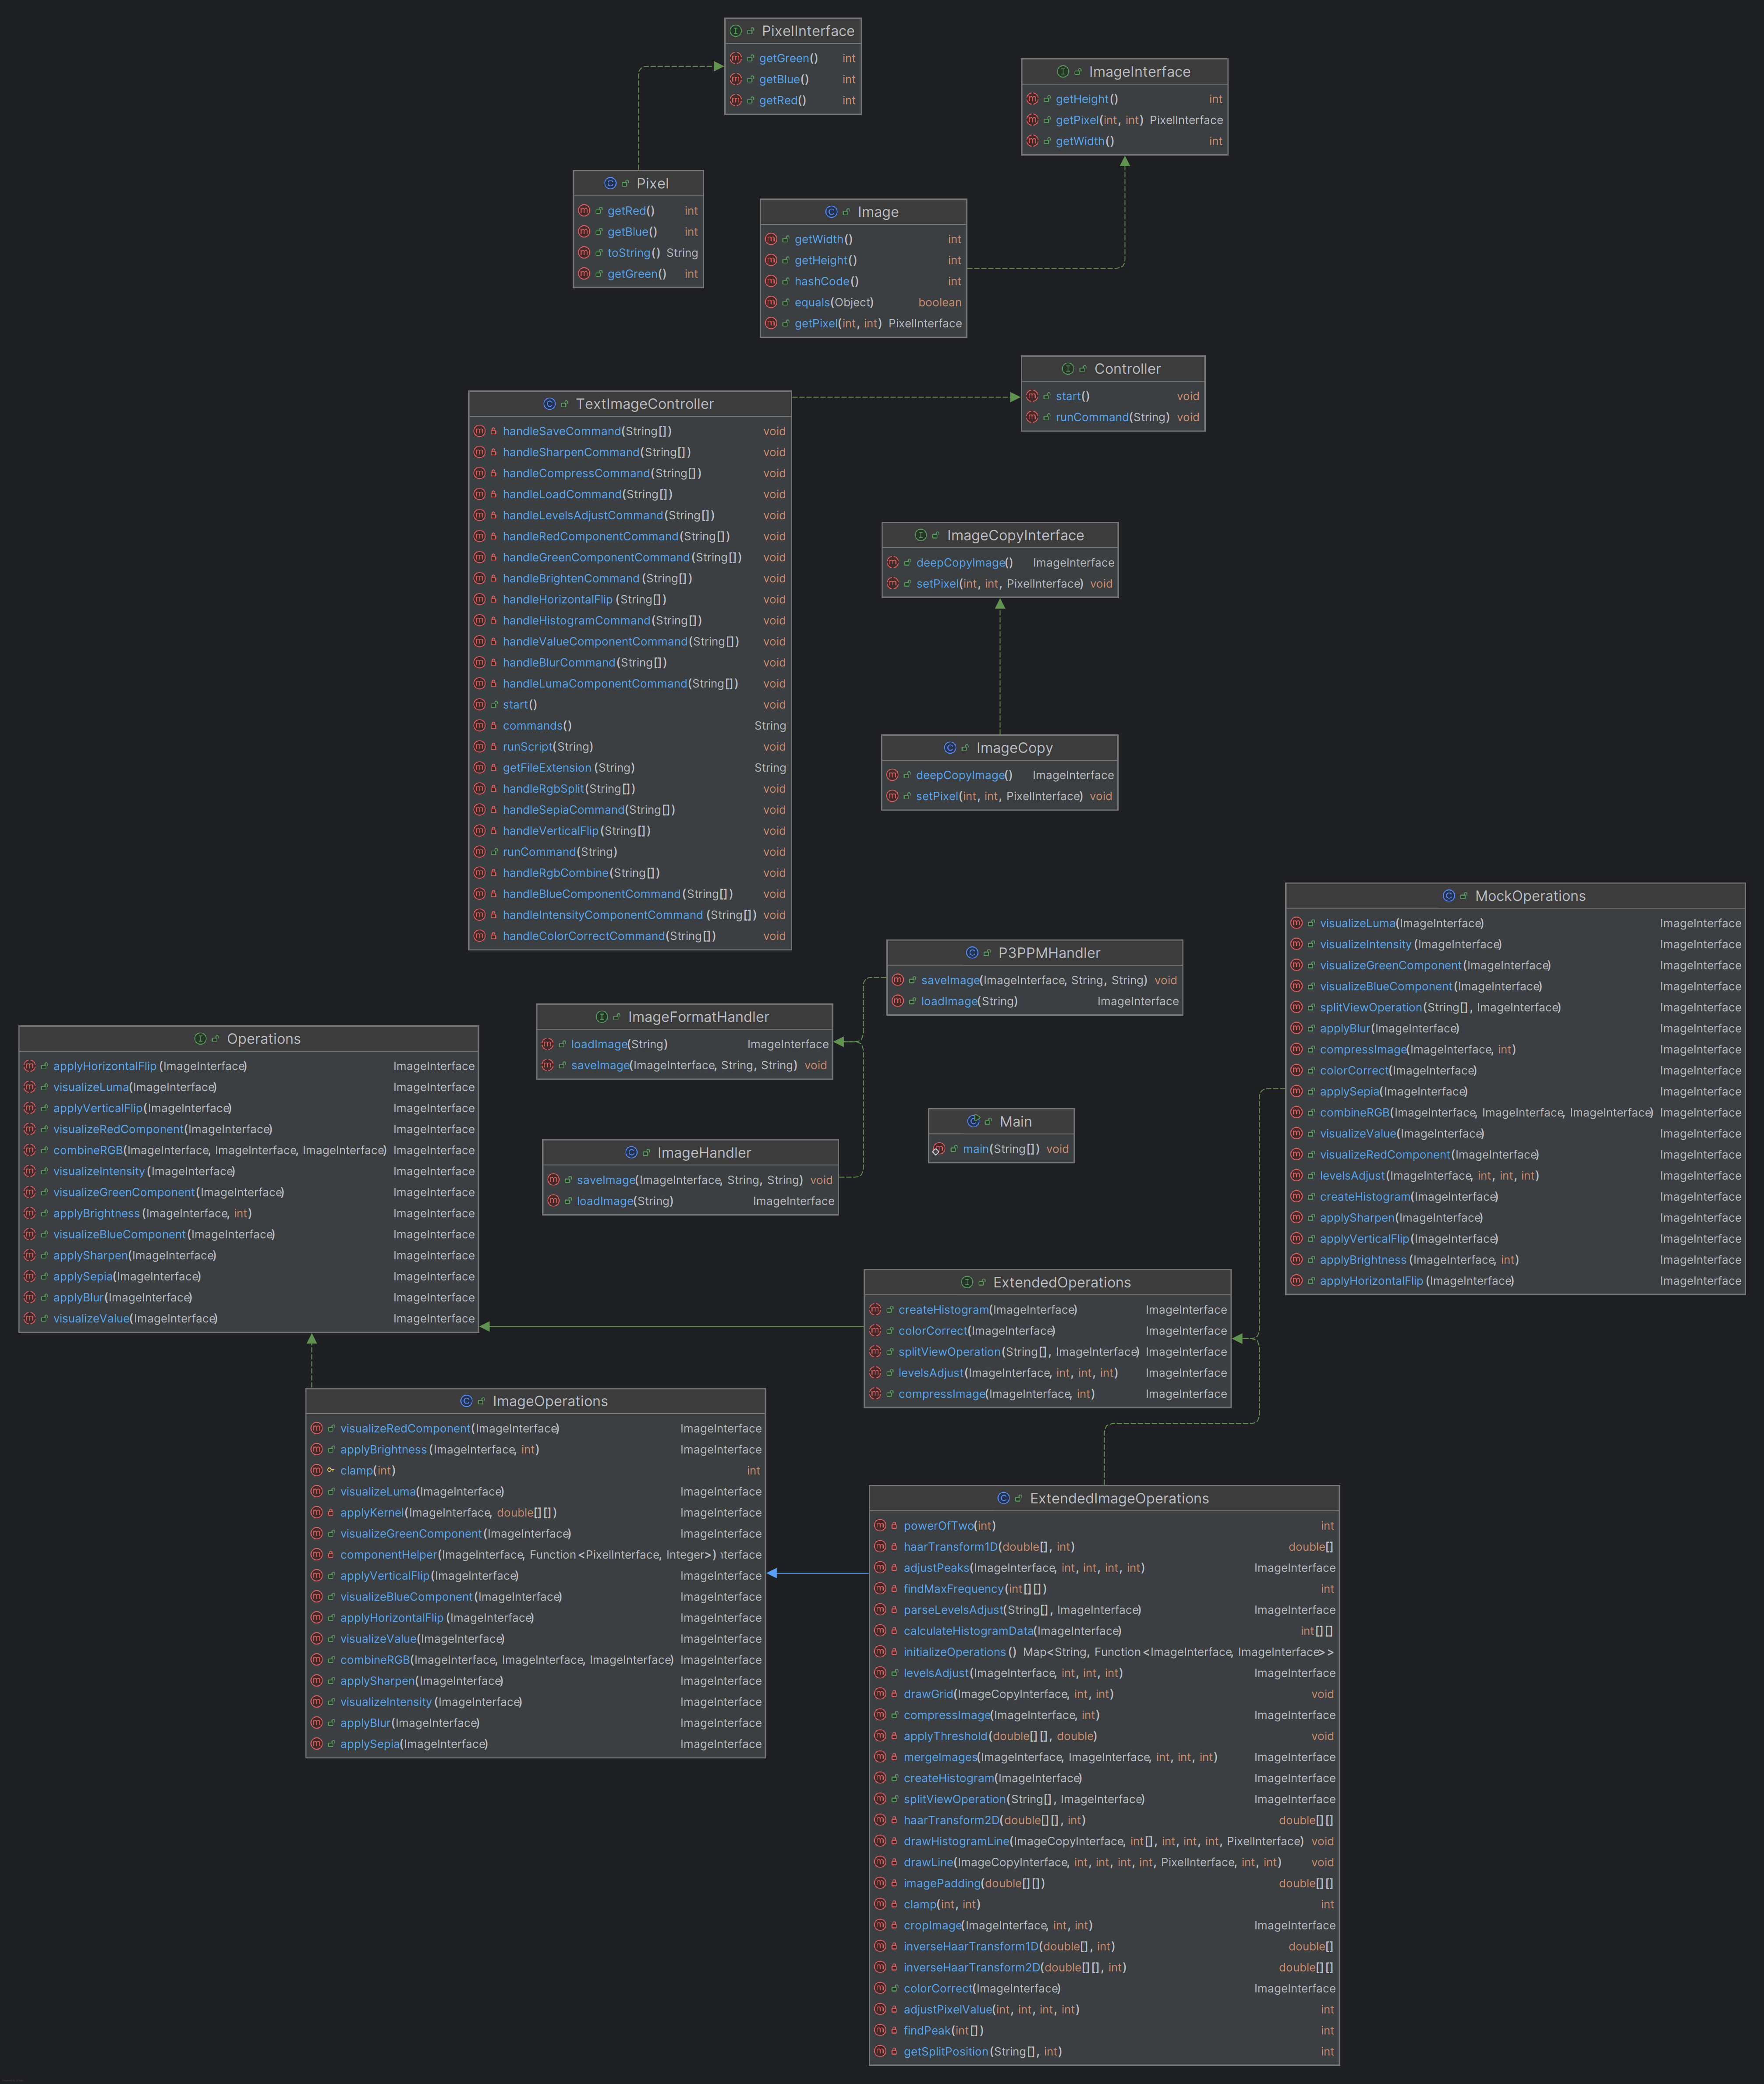 PixelInterface
getGreen() int
getBlue() int
getRed() int
ImageInterface
getHeight() int
getPixel(int, int) PixelInterface
getWidth() int
Pixel
getRed() int
getBlue() int
toString() String
getGreen() int
Image
getWidth() int
getHeight() int
hashCode() int
equals(Object) boolean
getPixel(int, int) PixelInterface
Controller
start() void
runCommand(String) void
TextImageController
handleSaveCommand(String[]) void
handleSharpenCommand(String[]) void
handleCompressCommand(String[]) void
handleLoadCommand(String[]) void
handleLevelsAdjustCommand(String[]) void
handleRedComponentCommand(String[]) void
handleGreenComponentCommand(String[]) void
handleBrightenCommand(String[]) void
handleHorizontalFlip(String[]) void
handleHistogramCommand(String[]) void
handleValueComponentCommand(String[]) void
handleBlurCommand(String[]) void
handleLumaComponentCommand(String[]) void
start() void
commands() String
runScript(String) void
getFileExtension(String) String
handleRgbSplit(String[]) void
handleSepiaCommand(String[]) void
handleVerticalFlip(String[]) void
runCommand(String) void
handleRgbCombine(String[]) void
handleBlueComponentCommand(String[]) void
handleIntensityComponentCommand(String[]) void
handleColorCorrectCommand(String[]) void
ImageCopyInterface
deepCopyImage() ImageInterface
setPixel(int, int, PixelInterface) void
ImageCopy
deepCopyImage() ImageInterface
setPixel(int, int, PixelInterface) void
MockOperations
visualizeLuma(ImageInterface) ImageInterface
visualizeIntensity(ImageInterface) ImageInterface
visualizeGreenComponent(ImageInterface) ImageInterface
visualizeBlueComponent(ImageInterface) ImageInterface
splitViewOperation(String[], ImageInterface) ImageInterface
applyBlur(ImageInterface) ImageInterface
compressImage(ImageInterface, int) ImageInterface
colorCorrect(ImageInterface) ImageInterface
applySepia(ImageInterface) ImageInterface
combineRGB(ImageInterface, ImageInterface, ImageInterface) ImageInterface
visualizeValue(ImageInterface) ImageInterface
visualizeRedComponent(ImageInterface) ImageInterface
levelsAdjust(ImageInterface, int, int, int) ImageInterface
createHistogram(ImageInterface) ImageInterface
applySharpen(ImageInterface) ImageInterface
applyVerticalFlip(ImageInterface) ImageInterface
applyBrightness(ImageInterface, int) ImageInterface
applyHorizontalFlip(ImageInterface) ImageInterface
P3PPMHandler
saveImage(ImageInterface, String, String) void
loadImage(String) ImageInterface
ImageFormatHandler
loadImage(String) ImageInterface
saveImage(ImageInterface, String, String) void
Main
main(String[]) void
ImageHandler
saveImage(ImageInterface, String, String) void
loadImage(String) ImageInterface
Operations
applyHorizontalFlip(ImageInterface) ImageInterface
visualizeLuma(ImageInterface) ImageInterface
applyVerticalFlip(ImageInterface) ImageInterface
visualizeRedComponent(ImageInterface) ImageInterface
combineRGB(ImageInterface, ImageInterface, ImageInterface) ImageInterface
visualizeIntensity(ImageInterface) ImageInterface
visualizeGreenComponent(ImageInterface) ImageInterface
applyBrightness(ImageInterface, int) ImageInterface
visualizeBlueComponent(ImageInterface) ImageInterface
applySharpen(ImageInterface) ImageInterface
applySepia(ImageInterface) ImageInterface
applyBlur(ImageInterface) ImageInterface
visualizeValue(ImageInterface) ImageInterface
ExtendedOperations
createHistogram(ImageInterface) ImageInterface
colorCorrect(ImageInterface) ImageInterface
splitViewOperation(String[], ImageInterface) ImageInterface
levelsAdjust(ImageInterface, int, int, int) ImageInterface
compressImage(ImageInterface, int) ImageInterface
ImageOperations
visualizeRedComponent(ImageInterface) ImageInterface
applyBrightness(ImageInterface, int) ImageInterface
clamp(int) int
visualizeLuma(ImageInterface) ImageInterface
applyKernel(ImageInterface, double[][]) ImageInterface
visualizeGreenComponent(ImageInterface) ImageInterface
componentHelper(ImageInterface, Function<PixelInterface, Integer>) nterface
applyVerticalFlip(ImageInterface) ImageInterface
visualizeBlueComponent(ImageInterface) ImageInterface
applyHorizontalFlip(ImageInterface) ImageInterface
visualizeValue(ImageInterface) ImageInterface
combineRGB(ImageInterface, ImageInterface, ImageInterface) ImageInterface
applySharpen(ImageInterface) ImageInterface
visualizeIntensity(ImageInterface) ImageInterface
applyBlur(ImageInterface) ImageInterface
applySepia(ImageInterface) ImageInterface
ExtendedImageOperations
powerOfTwo(int) int
haarTransform1D(double[], int) double[]
adjustPeaks(ImageInterface, int, int, int, int) ImageInterface
findMaxFrequency(int[][]) int
parseLevelsAdjust(String[], ImageInterface) ImageInterface
calculateHistogramData(ImageInterface) int[][]
initializeOperations() Map<String, Function<ImageInterface, ImageInterface>>
levelsAdjust(ImageInterface, int, int, int) ImageInterface
drawGrid(ImageCopyInterface, int, int) void
compressImage(ImageInterface, int) ImageInterface
applyThreshold(double[][], double) void
mergeImages(ImageInterface, ImageInterface, int, int, int) ImageInterface
createHistogram(ImageInterface) ImageInterface
splitViewOperation(String[], ImageInterface) ImageInterface
haarTransform2D(double[][], int) double[][]
drawHistogramLine(ImageCopyInterface, int[], int, int, int, PixelInterface) void
drawLine(ImageCopyInterface, int, int, int, int, PixelInterface, int, int) void
imagePadding(double[][]) double[][]
clamp(int, int) int
cropImage(ImageInterface, int, int) ImageInterface
inverseHaarTransform1D(double[], int) double[]
inverseHaarTransform2D(double[][], int) double[][]
colorCorrect(ImageInterface) ImageInterface
adjustPixelValue(int, int, int, int) int
findPeak(int[]) int
getSplitPosition(String[], int) int